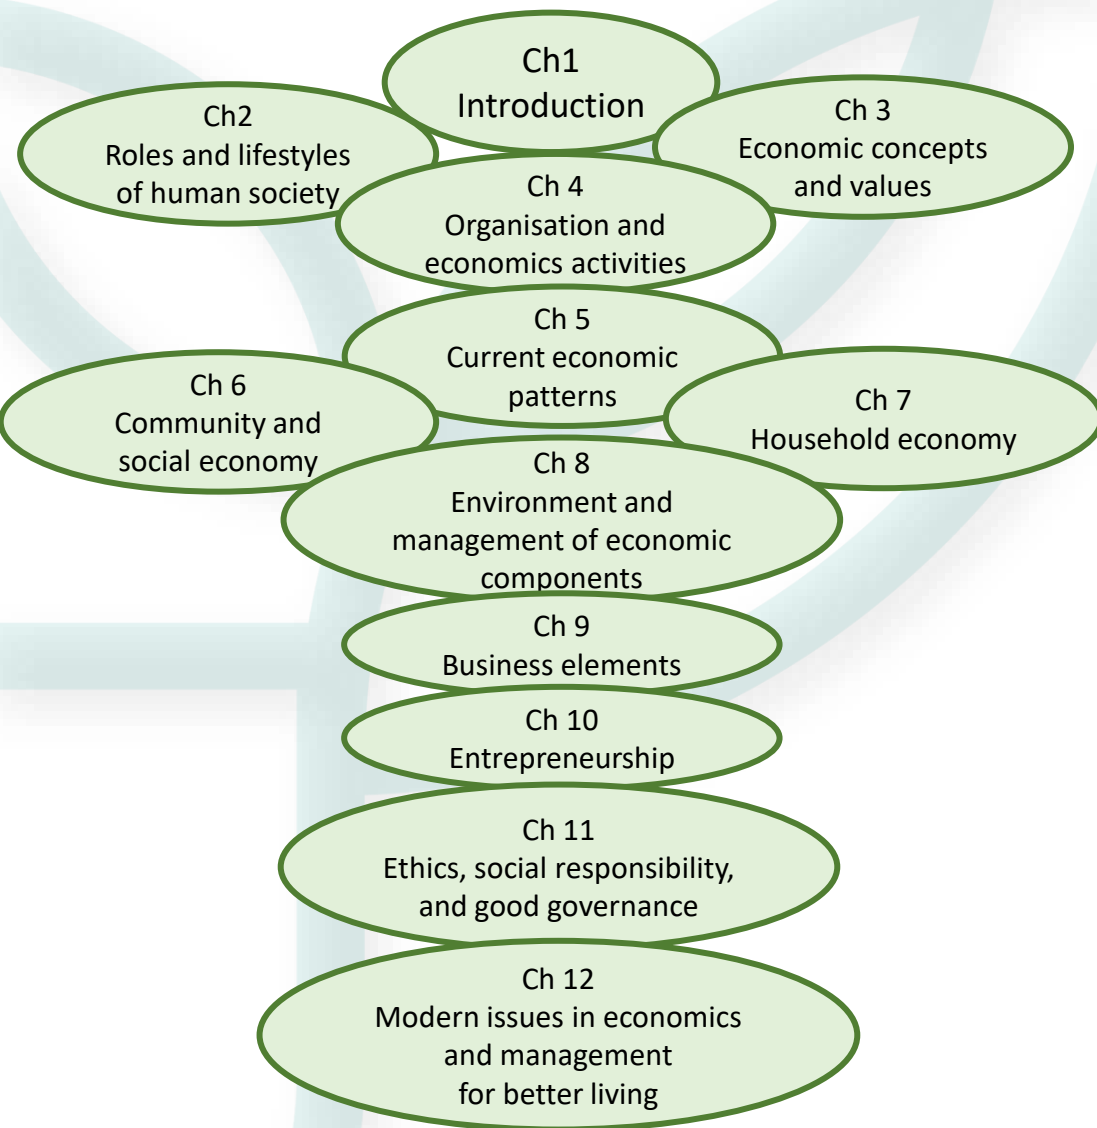 Ch1
Introduction
Ch2
Roles and lifestyles
of human society
Ch 3
Economic concepts
and values
Ch 4
Organisation and
economics activities
Ch 5
Current economic
patterns
Ch 6
Community and
social economy
Ch 7
Household economy
Ch 8
Environment and
management of economic
components
Ch 9
Business elements
Ch 10
Entrepreneurship
Ch 11
Ethics, social responsibility,
and good governance
Ch 12
Modern issues in economics
and management
for better living